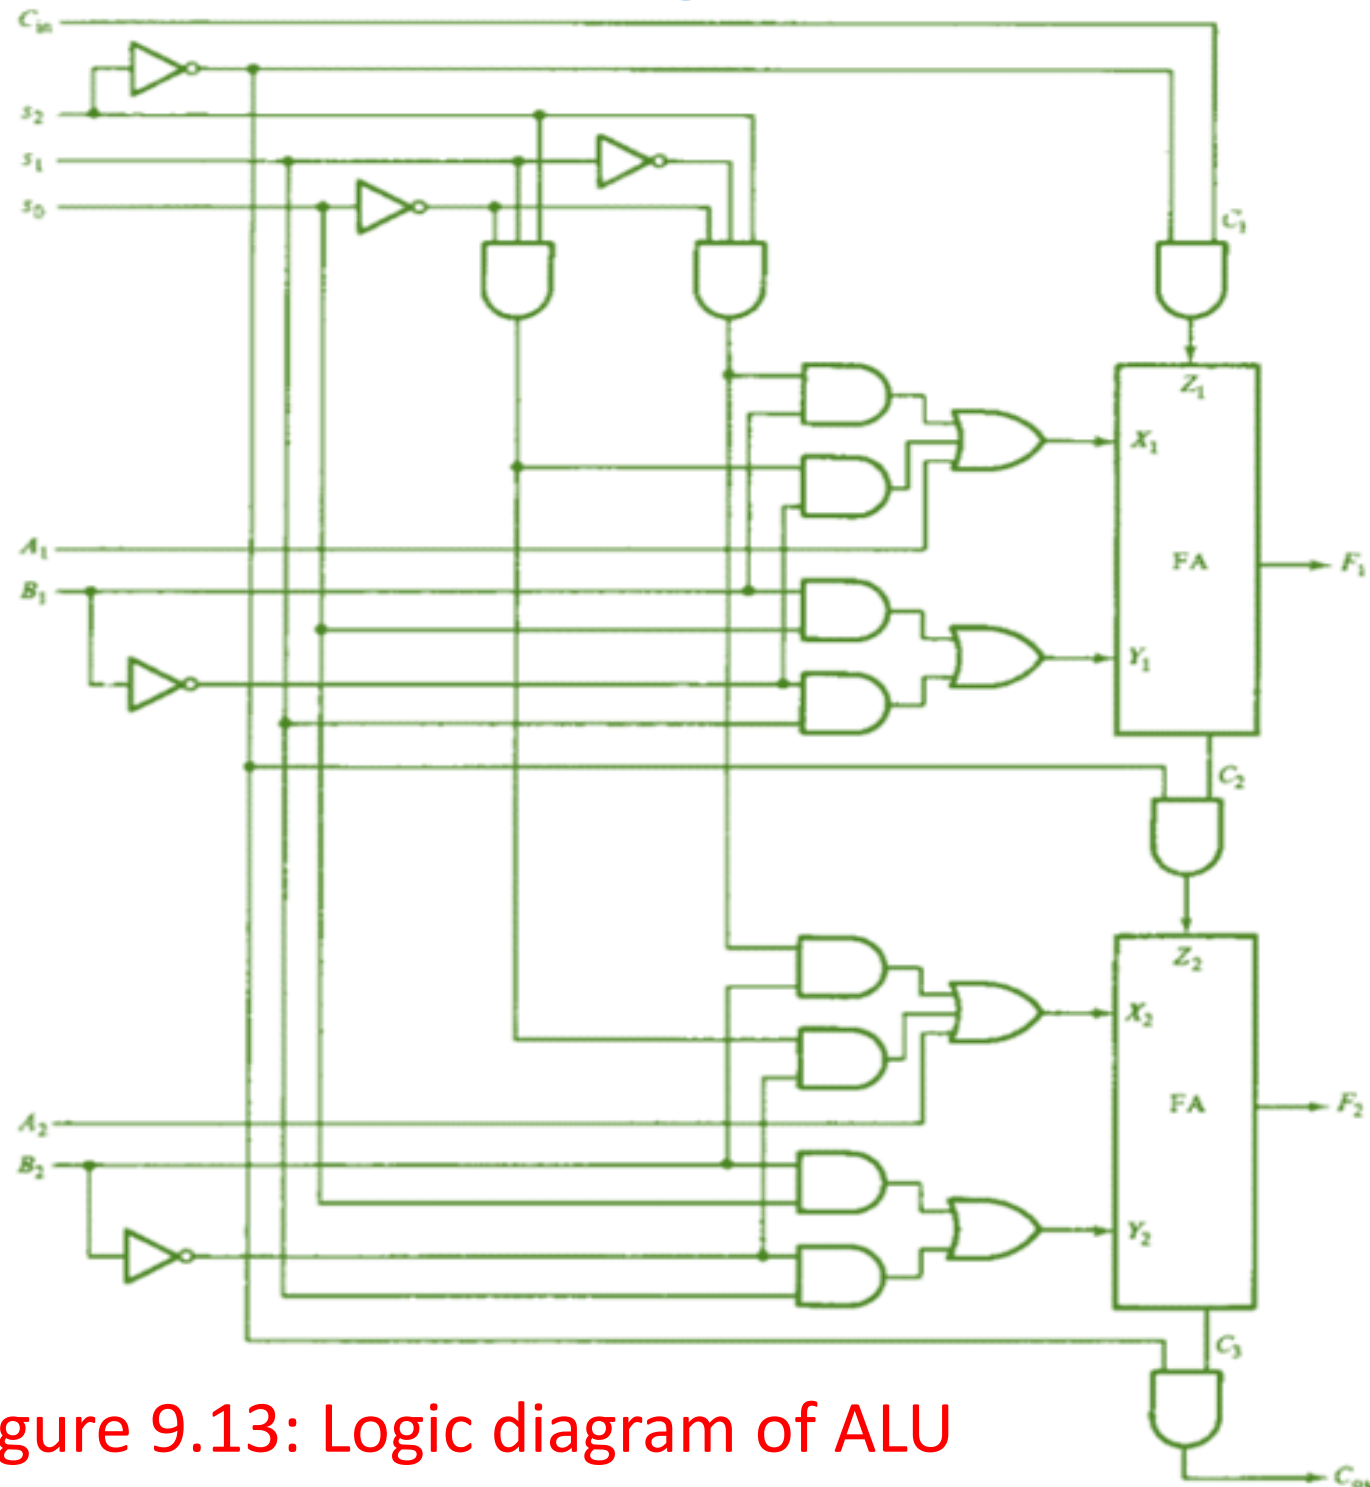 C_in
s_2
s_1
s_0
C_1
Z_1
X_1
A_1
FA
F_1
B_1
Y_1
C_2
Z_2
X_2
FA
F_2
A_2
B_2
Y_2
C_3
gure 9.13: Logic diagram of ALU